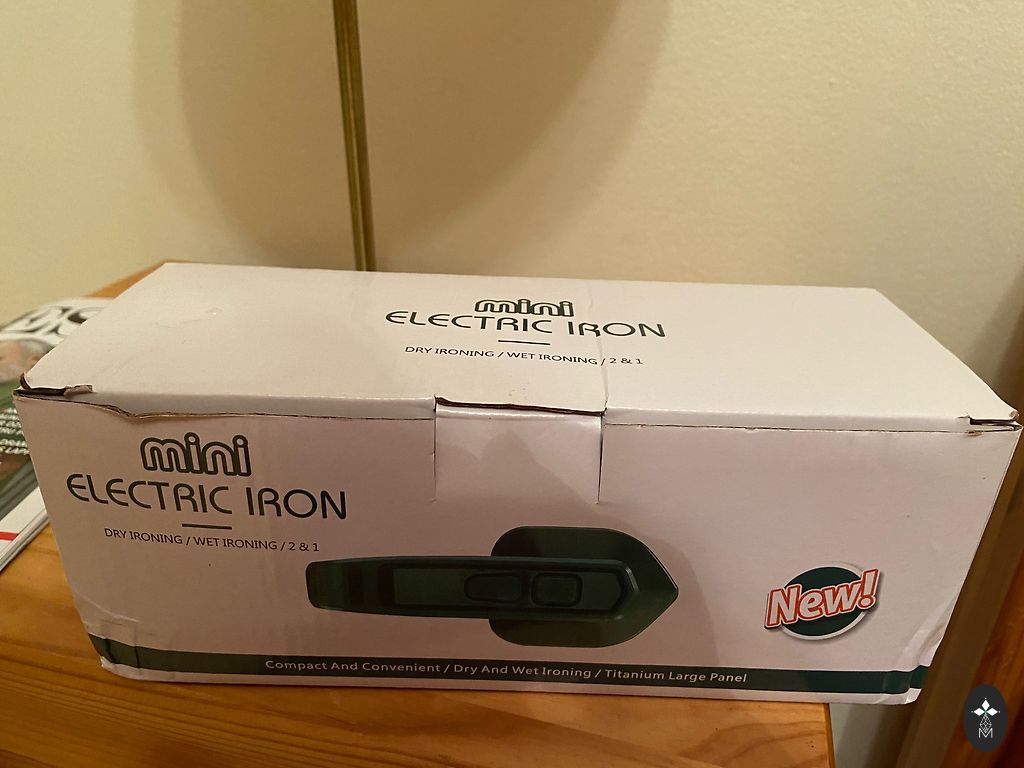 mini
ELECTRIC IRON
DRY IRONING / WET IRONING / 2 & 1
mini
ELECTRIC IRON
DRY IRONING / WET IRONING / 2 & 1
New!
Compact And Convenient / Dry And Wet Ironing / Titanium Large Panel
M